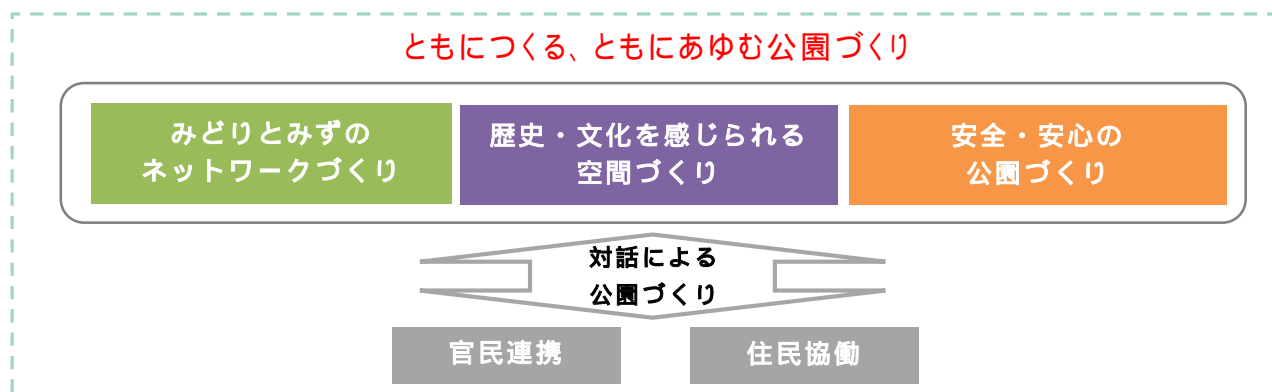 ともにつくる、ともにあゆむ公園づくり
みどりとみずの
ネットワークづくり
歴史・文化を感じられる
空間づくり
安全・安心の
公園づくり
対話による
公園づくり
官民連携
住民協働